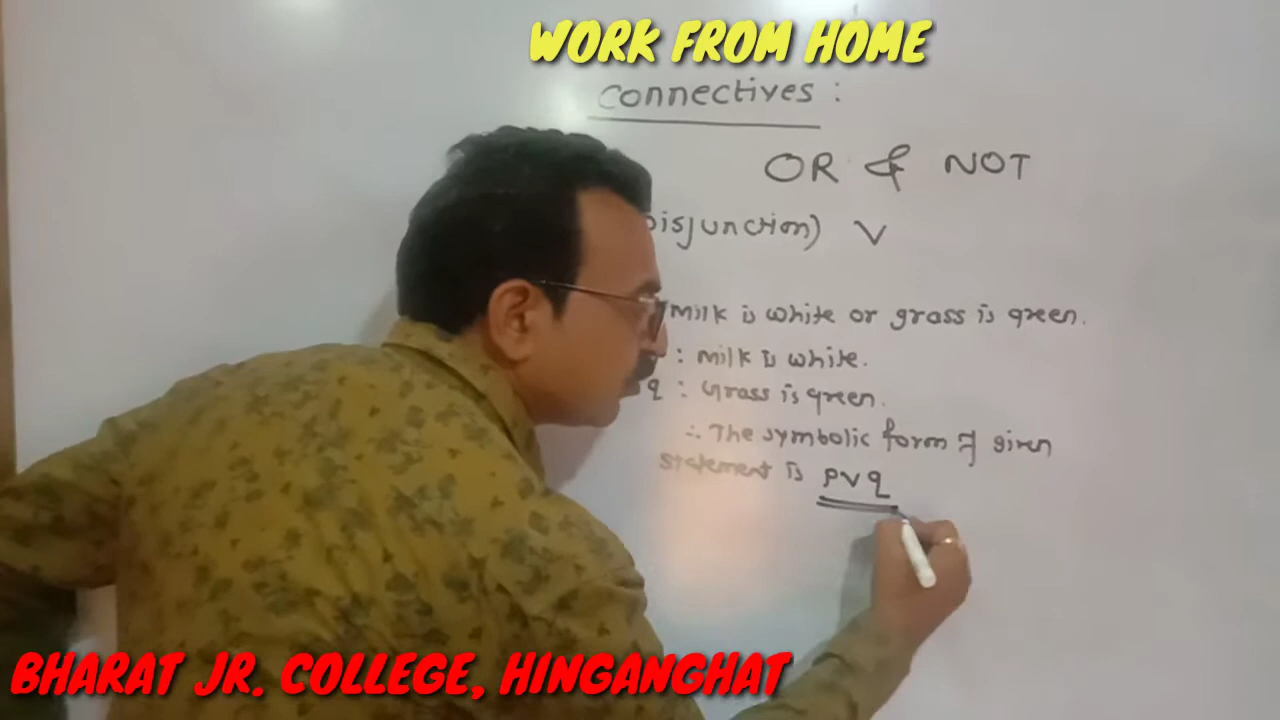 WORK FROM HOME
Connectives :
OR & NOT
Disjunction) V
Milk is white or grass is green.
: Milk is white.
q : Grass is green.
∴ The symbolic form of given
statement is p∨q
BHARAT JR. COLLEGE, HINGANGHAT